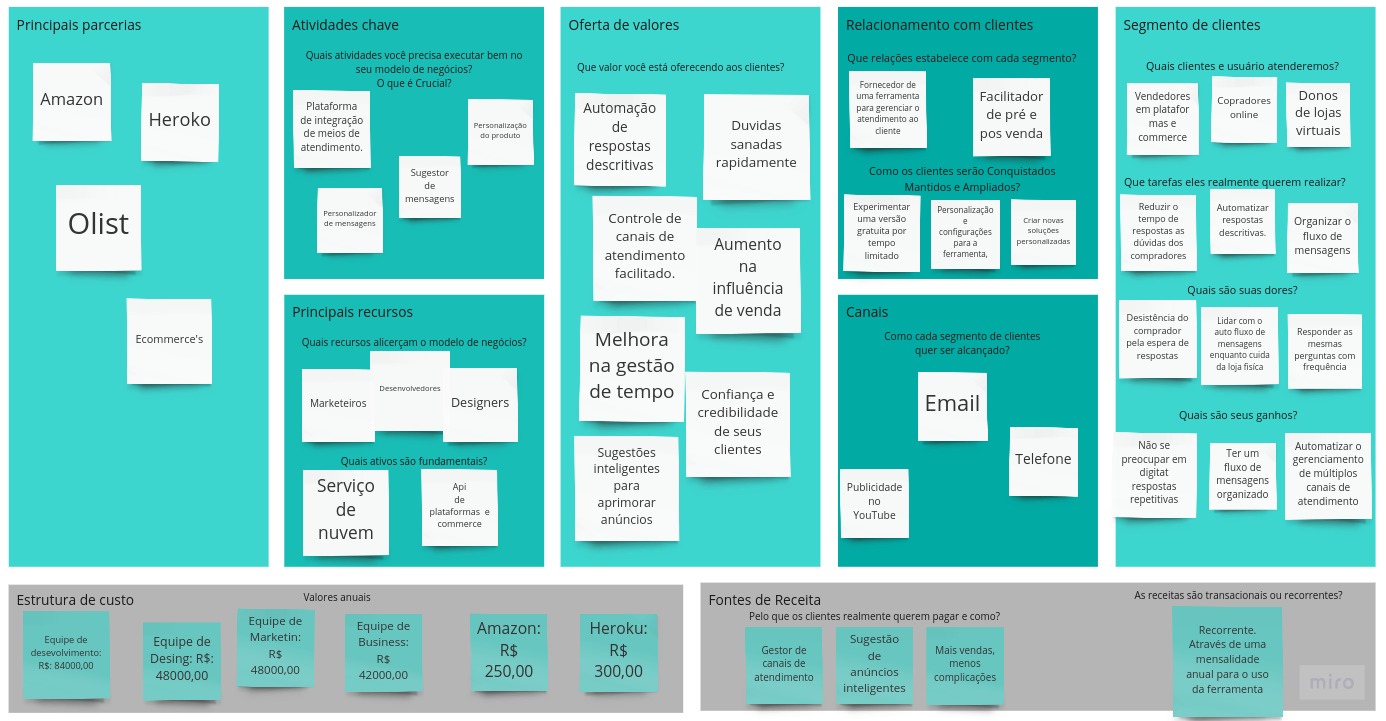 Principais parcerias
Amazon
Heroko
Olist
Ecommerce's
Atividades chave
Quais atividades você precisa executar bem no
seu modelo de negócios?
O que é Crucial?
Plataforma
de integração
de meios de
atendimento.
Personalização
do produto
Sugestor
de
mensagens
Personalizador
de mensagens
Principais recursos
Quais recursos alicerçam o modelo de negócios?
Marketeiros
Desenvolvedores
Designers
Quais ativos são fundamentais?
Serviço
de
nuvem
Api
de
plataformas e
commerce
Oferta de valores
Que valor você está oferecendo aos clientes?
Automação
de
respostas
descritivas
Duvidas
sanadas
rapidamente
Controle de
canais de
atendimento
facilitado.
Aumento
na
influência
de venda
Melhora
na gestão
de tempo
Confiança e
credibilidade
de seus
clientes
Sugestões
inteligentes
para
aprimorar
anúncios
Relacionamento com clientes
Que relações estabelece com cada segmento?
Fornecedor de
uma ferramenta
para gerenciar o
atendimento ao
cliente
Facilitador
de pré e
pos venda
Como os clientes serão Conquistados
Mantidos e Ampliados?
Experimentar
uma versão
gratuita por
tempo
limitado
Personalização
e
configurações
para a
ferramenta,
Criar novas
soluções
personalizadas
Canais
Como cada segmento de clientes
quer ser alcançado?
Email
Telefone
Publicidade
no
YouTube
Segmento de clientes
Quais clientes e usuário atenderemos?
Vendedores
em platafor
mas e
commerce
Copradores
online
Donos
de lojas
virtuais
Que tarefas eles realmente querem realizar?
Reduzir o
tempo de
respostas as
dúvidas dos
compradores
Automatizar
respostas
descritivas.
Organizar o
fluxo de
mensagens
Quais são suas dores?
Desistência do
comprador
pela espera de
respostas
Lidar com o
auto fluxo de
mensagens
enquanto cuida
da loja fisíca
Responder as
mesmas
perguntas com
frequência
Quais são seus ganhos?
Não se
preocupar em
digitat
respostas
repetitivas
Ter um
fluxo de
mensagens
organizado
Automatizar o
gerenciamento
de múltiplos
canais de
atendimento
Estrutura de custo
Valores anuais
Equipe de
desevolvimento:
R$: 84000,00
Equipe de
Desing: R$:
48000,00
Equipe de
Marketin:
R$
48000,00
Equipe de
Business:
R$
42000,00
Amazon:
R$
250,00
Heroku:
R$
300,00
Fontes de Receita
Pelo que os clientes realmente querem pagar e como?
Gestor de
canais de
atendimento
Sugestão
de
anúncios
inteligentes
Mais vendas,
menos
complicações
As receitas são transacionais ou recorrentes?
Recorrente.
Através de uma
mensalidade
anual para o uso
da ferramenta
miro